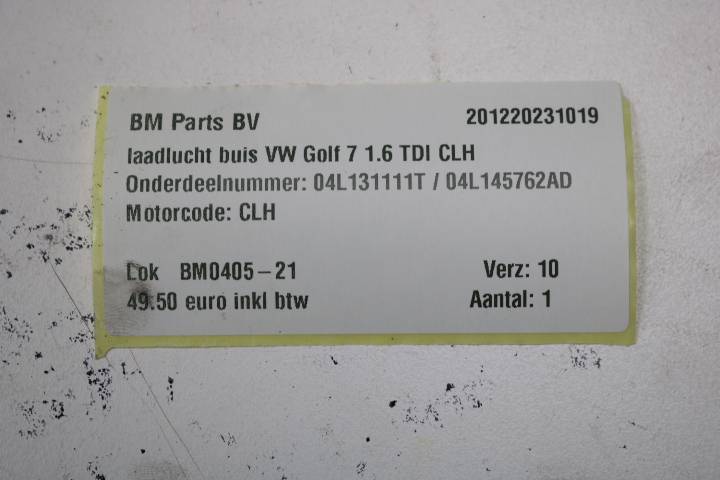 BM Parts BV 201220231019
laadlucht buis VW Golf 7 1.6 TDI CLH
Onderdeelnummer: 04L131111T / 04L145762AD
Motorcode: CLH
Lok BM0405-21 Verz: 10
49.50 euro inkl btw Aantal: 1